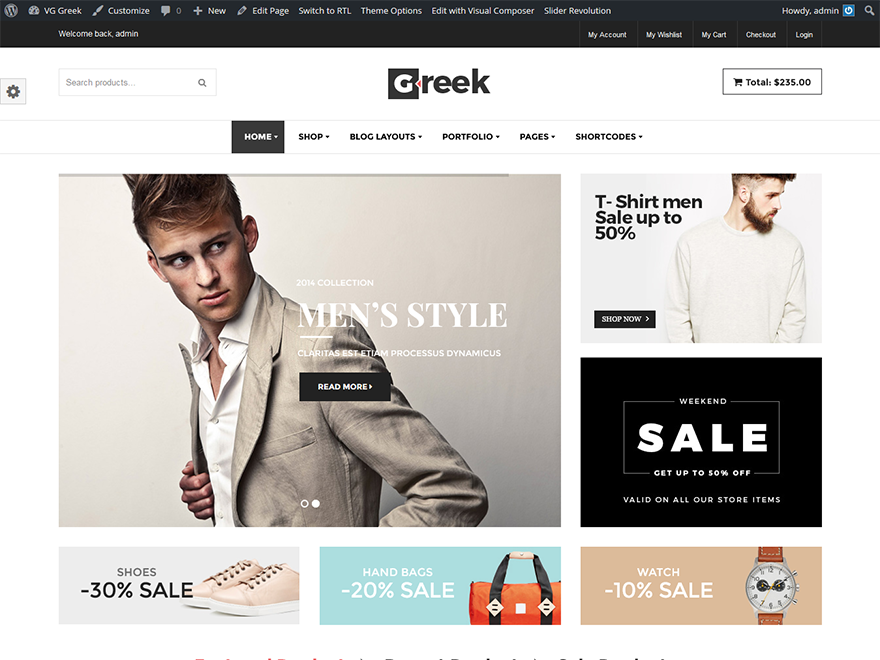 VG Greek Customize 0 New Edit Page Switch to RTL Theme Options Edit with Visual Composer Slider Revolution Howdy, admin
Welcome back, admin My Account My Wishlist My Cart Checkout Login
Search products... Greek Total: $235.00
HOME SHOP BLOG LAYOUTS PORTFOLIO PAGES SHORTCODES
2014 COLLECTION
MEN'S STYLE
CLARITAS EST ETIAM PROCESSUS DYNAMICUS
READ MORE
T- Shirt men
Sale up to
50%
SHOP NOW
WEEKEND
SALE
GET UP TO 50% OFF
VALID ON ALL OUR STORE ITEMS
SHOES
-30% SALE
HAND BAGS
-20% SALE
WATCH
-10% SALE